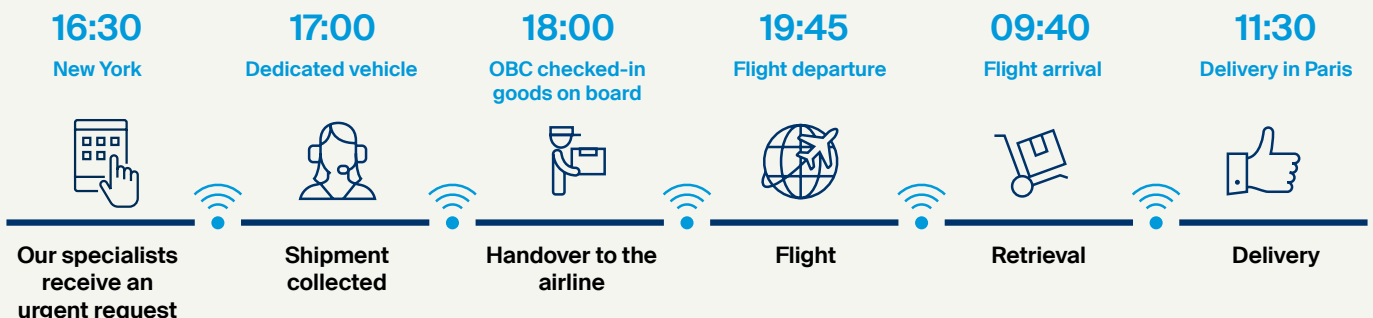 16:30
New York
Our specialists
receive an
urgent request
17:00
Dedicated vehicle
Shipment
collected
18:00
OBC checked-in
goods on board
Handover to the
airline
19:45
Flight departure
Flight
09:40
Flight arrival
Retrieval
11:30
Delivery in Paris
Delivery